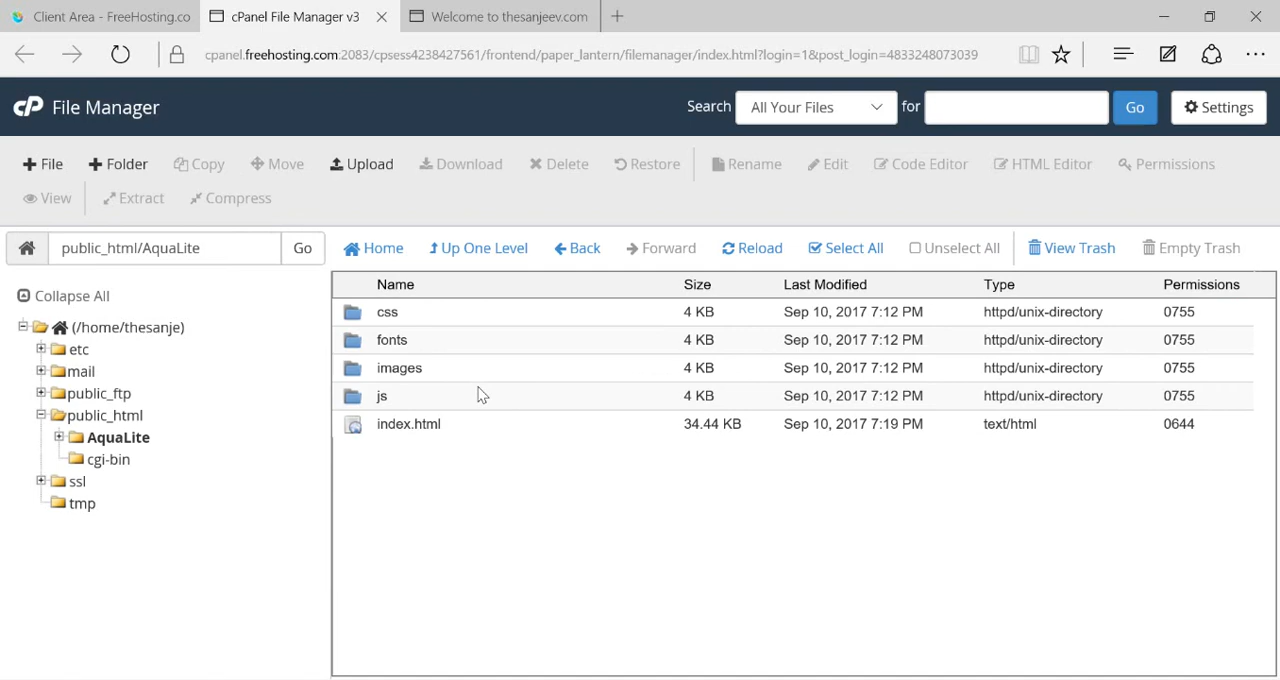 Client Area - FreeHosting.co
cPanel File Manager v3
Welcome to thesanjeev.com
cpanel.freehosting.com:2083/cpsess4238427561/frontend/paper_lantern/filemanager/index.html?login=1&post_login=4833248073039
cP File Manager
Search All Your Files for Go Settings
File Folder Copy Move Upload Download Delete Restore Rename Edit Code Editor HTML Editor Permissions
View Extract Compress
public_html/AquaLite Go Home Up One Level Back Forward Reload Select All Unselect All View Trash Empty Trash
Collapse All
(/home/thesanje)
etc
mail
public_ftp
public_html
AquaLite
cgi-bin
ssl
tmp
Name Size Last Modified Type Permissions
css 4 KB Sep 10, 2017 7:12 PM httpd/unix-directory 0755
fonts 4 KB Sep 10, 2017 7:12 PM httpd/unix-directory 0755
images 4 KB Sep 10, 2017 7:12 PM httpd/unix-directory 0755
js 4 KB Sep 10, 2017 7:12 PM httpd/unix-directory 0755
index.html 34.44 KB Sep 10, 2017 7:19 PM text/html 0644